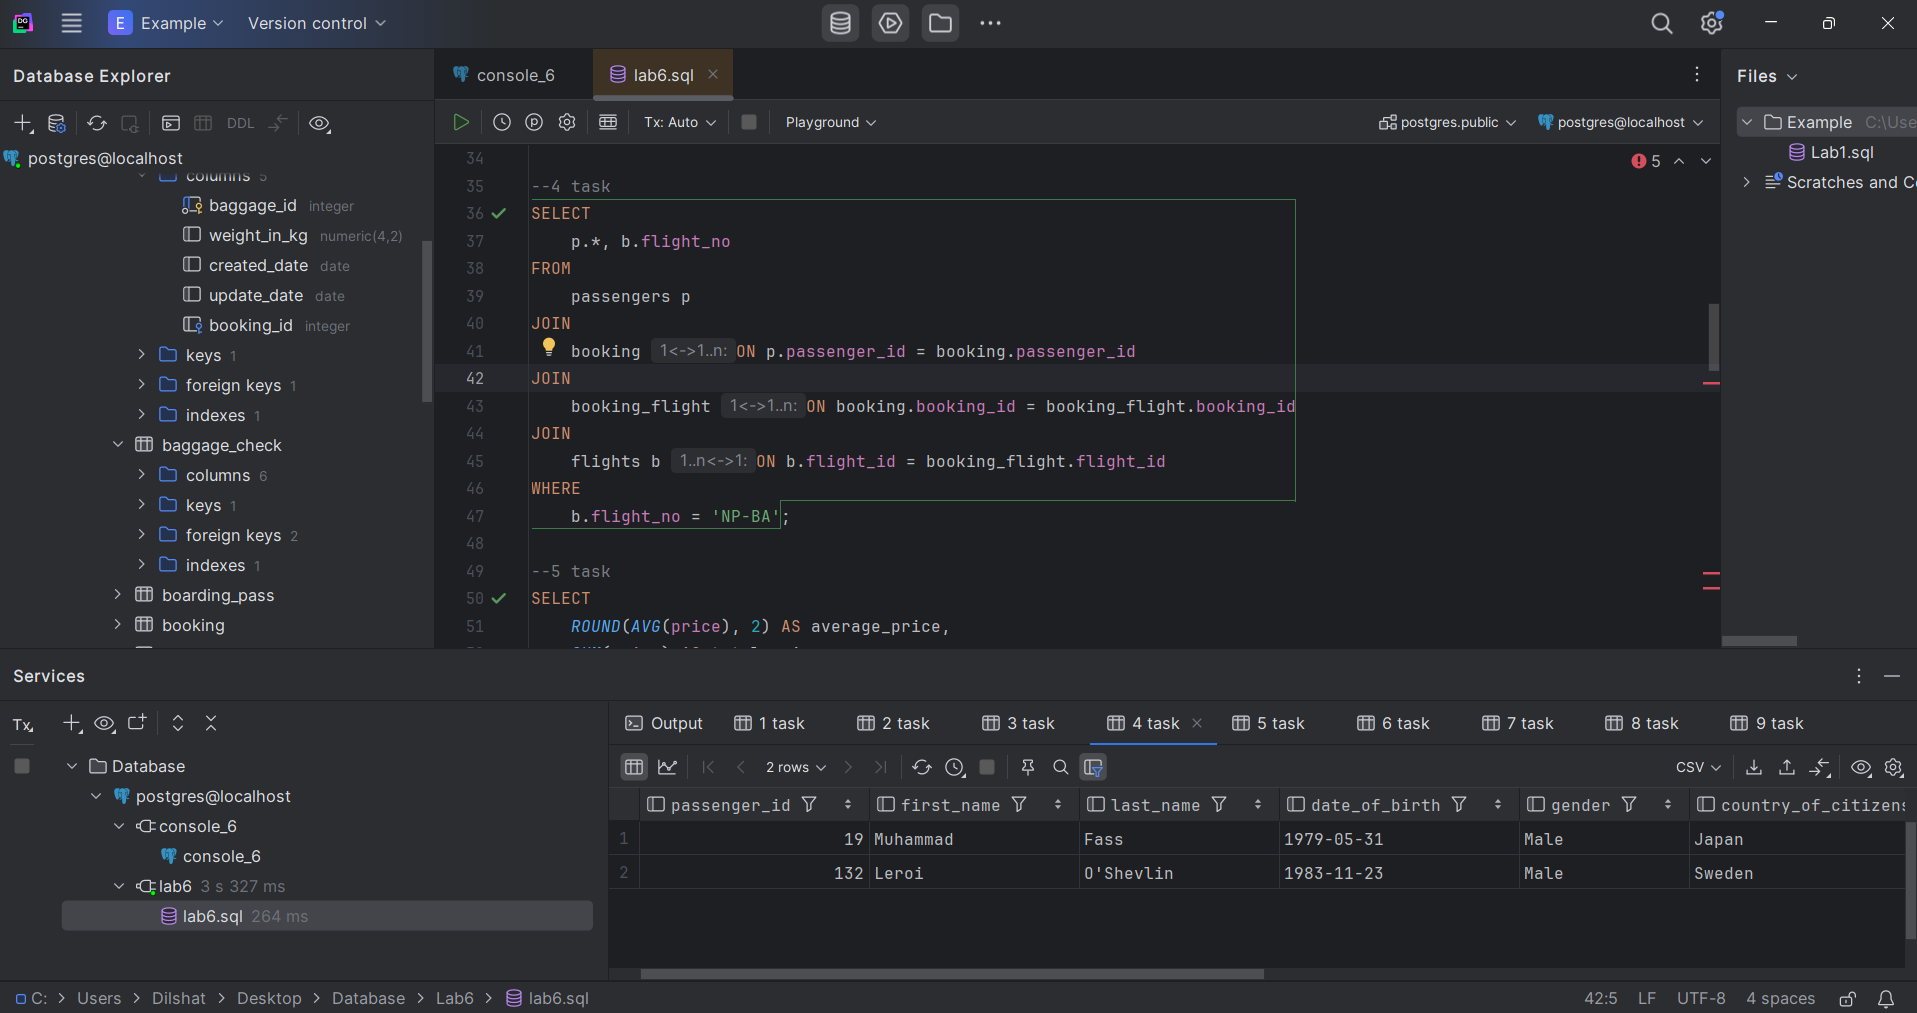 E Example Version control
Database Explorer
DDL
postgres@localhost
columns 5
baggage_id integer
weight_in_kg numeric(4,2)
created_date date
update_date date
booking_id integer
keys 1
foreign keys 1
indexes 1
baggage_check
columns 6
keys 1
foreign keys 2
indexes 1
boarding_pass
booking
console_6
lab6.sql
Tx: Auto Playground postgres.public postgres@localhost
5
34
35 --4 task
36 SELECT
37 p.*, b.flight_no
38 FROM
39 passengers p
40 JOIN
41 booking 1<->1..n: ON p.passenger_id = booking.passenger_id
42 JOIN
43 booking_flight 1<->1..n: ON booking.booking_id = booking_flight.booking_id
44 JOIN
45 flights b 1..n<->1: ON b.flight_id = booking_flight.flight_id
46 WHERE
47 b.flight_no = 'NP-BA';
48
49 --5 task
50 SELECT
51 ROUND(AVG(price), 2) AS average_price,
Files
Example C:\Use
Lab1.sql
Scratches and C
Services
Tx
Database
postgres@localhost
console_6
console_6
lab6 3 s 327 ms
lab6.sql 264 ms
Output 1 task 2 task 3 task 4 task 5 task 6 task 7 task 8 task 9 task
2 rows CSV
passenger_id first_name last_name date_of_birth gender country_of_citizens
1 19 Muhammad Fass 1979-05-31 Male Japan
2 132 Leroi O'Shevlin 1983-11-23 Male Sweden
C: > Users > Dilshat > Desktop > Database > Lab6 > lab6.sql
42:5 LF UTF-8 4 spaces